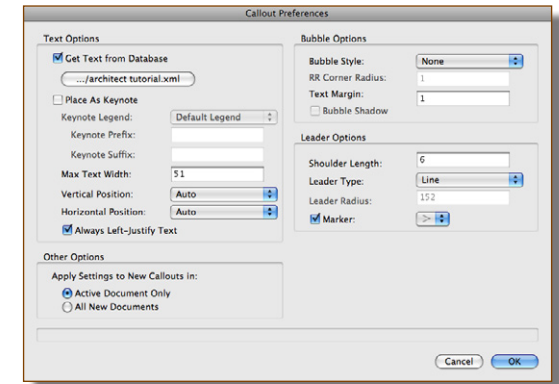 Callout Preferences
Text Options
Get Text from Database
.../architect tutorial.xml
Place As Keynote
Keynote Legend: Default Legend
Keynote Prefix:
Keynote Suffix:
Max Text Width: 51
Vertical Position: Auto
Horizontal Position: Auto
Always Left-Justify Text
Other Options
Apply Settings to New Callouts in:
Active Document Only
All New Documents
Bubble Options
Bubble Style: None
RR Corner Radius: 1
Text Margin: 1
Bubble Shadow
Leader Options
Shoulder Length: 6
Leader Type: Line
Leader Radius: 152
Marker: >
Cancel OK